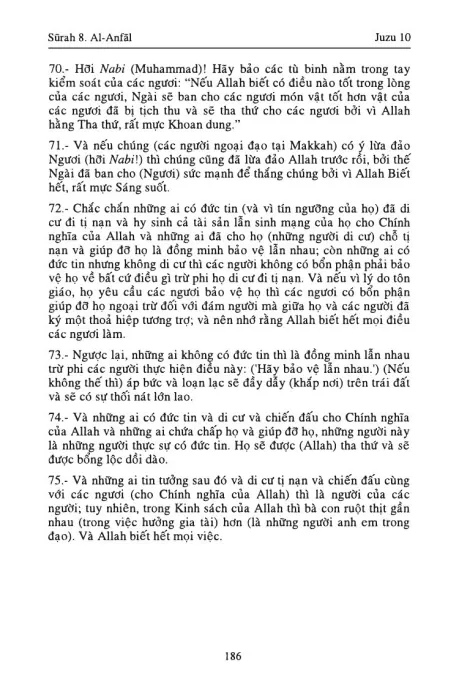 Sūrah 8. Al-Anfāl
Juzu 10
70.- Hỡi Nabi (Muhammad)! Hãy bảo các tù binh nằm trong tay
kiểm soát của các ngươi: “Nếu Allah biết có điều nào tốt trong lòng
của các ngươi, Ngài sẽ ban cho các ngươi món vật tốt hơn vật của
các ngươi đã bị tịch thu và sẽ tha thứ cho các ngươi bởi vì Allah
hằng Tha thứ, rất mực Khoan dung.”
71.- Và nếu chúng (các người ngoại đạo tại Makkah) có ý lừa đảo
Ngươi (hỡi Nabi!) thì chúng cũng đã lừa đảo Allah trước rồi, bởi thế
Ngài đã ban cho (Ngươi) sức mạnh để thắng chúng bởi vì Allah Biết
hết, rất mực Sáng suốt.
72.- Chắc chắn những ai có đức tin (và vì tín ngưỡng của họ) đã di
cư đi tị nạn và hy sinh cả tài sản lẫn sinh mạng của họ cho Chính
nghĩa của Allah và những ai đã cho họ (những người di cư) chỗ tị
nạn và giúp đỡ họ là đồng minh bảo vệ lẫn nhau; còn những ai có
đức tin nhưng không di cư thì các người không có bổn phận phải bảo
vệ họ về bất cứ điều gì trừ phi họ di cư đi tị nạn. Và nếu vì lý do tôn
giáo, họ yêu cầu các ngươi bảo vệ họ thì các ngươi có bổn phận
giúp đỡ họ ngoại trừ đối với đám người mà giữa họ và các ngươi đã
ký một thoả hiệp tương trợ; và nên nhớ rằng Allah biết hết mọi điều
các ngươi làm.
73.- Ngược lại, những ai không có đức tin thì là đồng minh lẫn nhau
trừ phi các người thực hiện điều này: ('Hãy bảo vệ lẫn nhau.') (Nếu
không thế thì) áp bức và loạn lạc sẽ đầy dẫy (khắp nơi) trên trái đất
và sẽ có sự thối nát lớn lao.
74.- Và những ai có đức tin và di cư và chiến đấu cho Chính nghĩa
của Allah và những ai chứa chấp họ và giúp đỡ họ, những người này
là những người thực sự có đức tin. Họ sẽ được (Allah) tha thứ và sẽ
được bổng lộc dồi dào.
75.- Và những ai tin tưởng sau đó và di cư tị nạn và chiến đấu cùng
với các ngươi (cho Chính nghĩa của Allah) thì là người của các
người; tuy nhiên, trong Kinh sách của Allah thì bà con ruột thịt gần
nhau (trong việc hưởng gia tài) hơn (là những người anh em trong
đạo). Và Allah biết hết mọi việc.
186